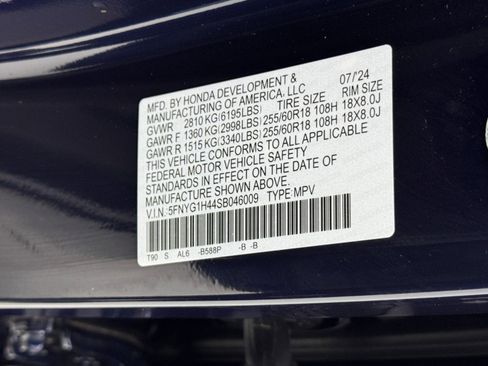 MFD. BY HONDA DEVELOPMENT & 07/'24
MANUFACTURING OF AMERICA, LLC
GVWR 2810 KG(6195LBS) TIRE SIZE RIM SIZE
GAWR F 1360 KG(2998LBS) 255/60R18 108H 18X8.0J
GAWR R 1515 KG(3340LBS) 255/60R18 108H 18X8.0J
THIS VEHICLE CONFORMS TO ALL APPLICABLE
FEDERAL MOTOR VEHICLE SAFETY
STANDARDS IN EFFECT ON THE DATE OF
MANUFACTURE SHOWN ABOVE.
V.I.N.:5FNYG1H44SB046009 TYPE:MPV
T90 S AL6 -B588P -B -B